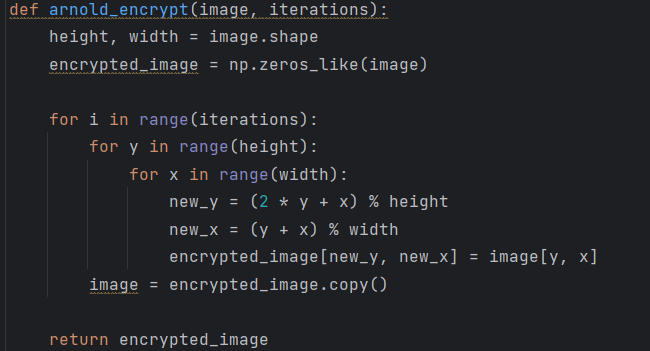 def arnold_encrypt(image, iterations):
    height, width = image.shape
    encrypted_image = np.zeros_like(image)

    for i in range(iterations):
        for y in range(height):
            for x in range(width):
                new_y = (2 * y + x) % height
                new_x = (y + x) % width
                encrypted_image[new_y, new_x] = image[y, x]
        image = encrypted_image.copy()

    return encrypted_image